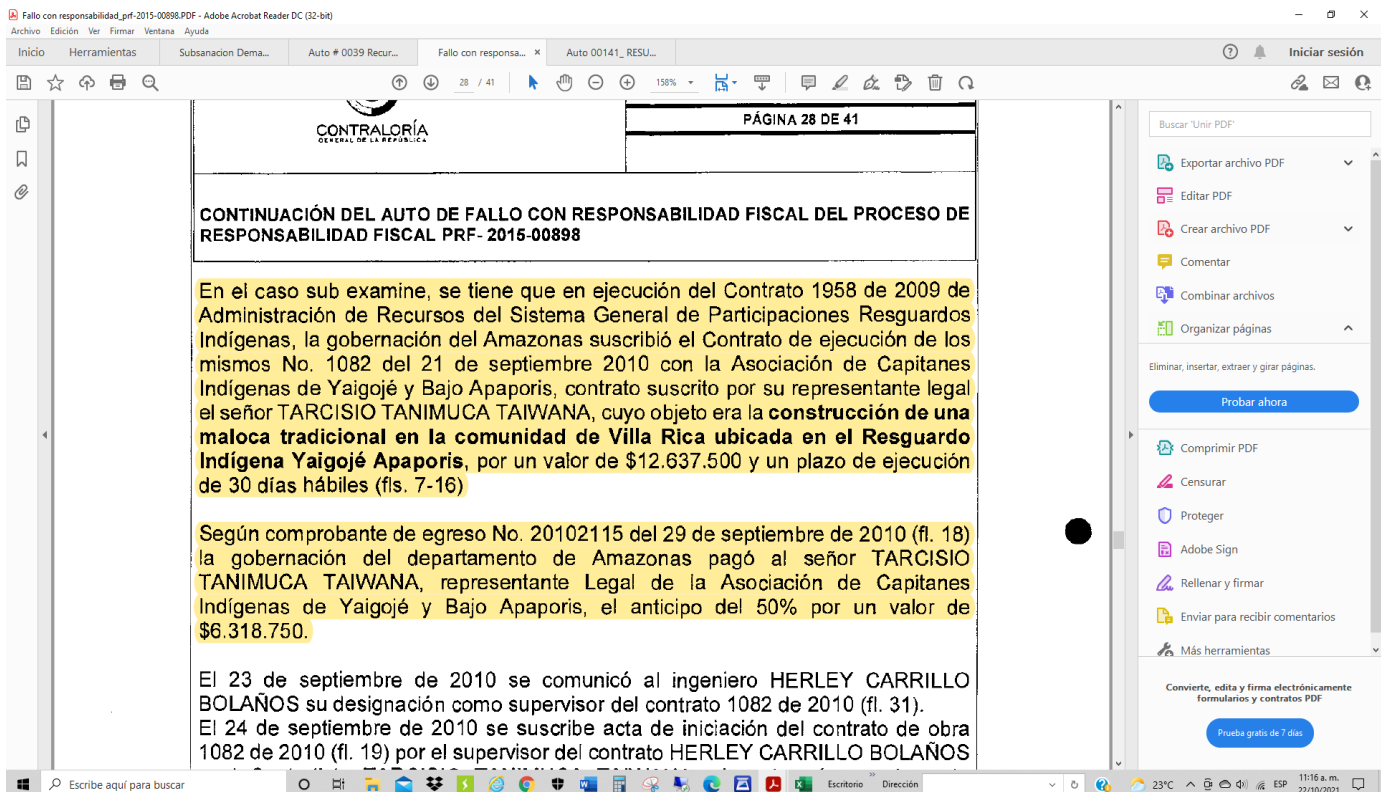 Fallo con responsabilidad_prf-2015-00898.PDF - Adobe Acrobat Reader DC (32-bit)
Archivo Edición Ver Firmar Ventana Ayuda
Inicio Herramientas Subsanacion Dema... Auto # 0039 Recur... Fallo con responsa... × Auto 00141_ RESU... Iniciar sesión
28 / 41 158%
CONTRALORÍA
GENERAL DE LA REPÚBLICA
PÁGINA 28 DE 41
CONTINUACIÓN DEL AUTO DE FALLO CON RESPONSABILIDAD FISCAL DEL PROCESO DE
RESPONSABILIDAD FISCAL PRF- 2015-00898
En el caso sub examine, se tiene que en ejecución del Contrato 1958 de 2009 de
Administración de Recursos del Sistema General de Participaciones Resguardos
Indígenas, la gobernación del Amazonas suscribió el Contrato de ejecución de los
mismos No. 1082 del 21 de septiembre 2010 con la Asociación de Capitanes
Indígenas de Yaigojé y Bajo Apaporis, contrato suscrito por su representante legal
el señor TARCISIO TANIMUCA TAIWANA, cuyo objeto era la construcción de una
maloca tradicional en la comunidad de Villa Rica ubicada en el Resguardo
Indígena Yaigojé Apaporis, por un valor de $12.637.500 y un plazo de ejecución
de 30 días hábiles (fls. 7-16)
Según comprobante de egreso No. 20102115 del 29 de septiembre de 2010 (fl. 18)
la gobernación del departamento de Amazonas pagó al señor TARCISIO
TANIMUCA TAIWANA, representante Legal de la Asociación de Capitanes
Indígenas de Yaigojé y Bajo Apaporis, el anticipo del 50% por un valor de
$6.318.750.
El 23 de septiembre de 2010 se comunicó al ingeniero HERLEY CARRILLO
BOLAÑOS su designación como supervisor del contrato 1082 de 2010 (fl. 31).
El 24 de septiembre de 2010 se suscribe acta de iniciación del contrato de obra
1082 de 2010 (fl. 19) por el supervisor del contrato HERLEY CARRILLO BOLAÑOS
Buscar 'Unir PDF'
Exportar archivo PDF
Editar PDF
Crear archivo PDF
Comentar
Combinar archivos
Organizar páginas
Eliminar, insertar, extraer y girar páginas.
Probar ahora
Comprimir PDF
Censurar
Proteger
Adobe Sign
Rellenar y firmar
Enviar para recibir comentarios
Más herramientas
Convierte, edita y firma electrónicamente
formularios y contratos PDF
Prueba gratis de 7 días
Escribe aquí para buscar Escritorio Dirección 23°C ESP 11:16 a. m.
22/10/2021